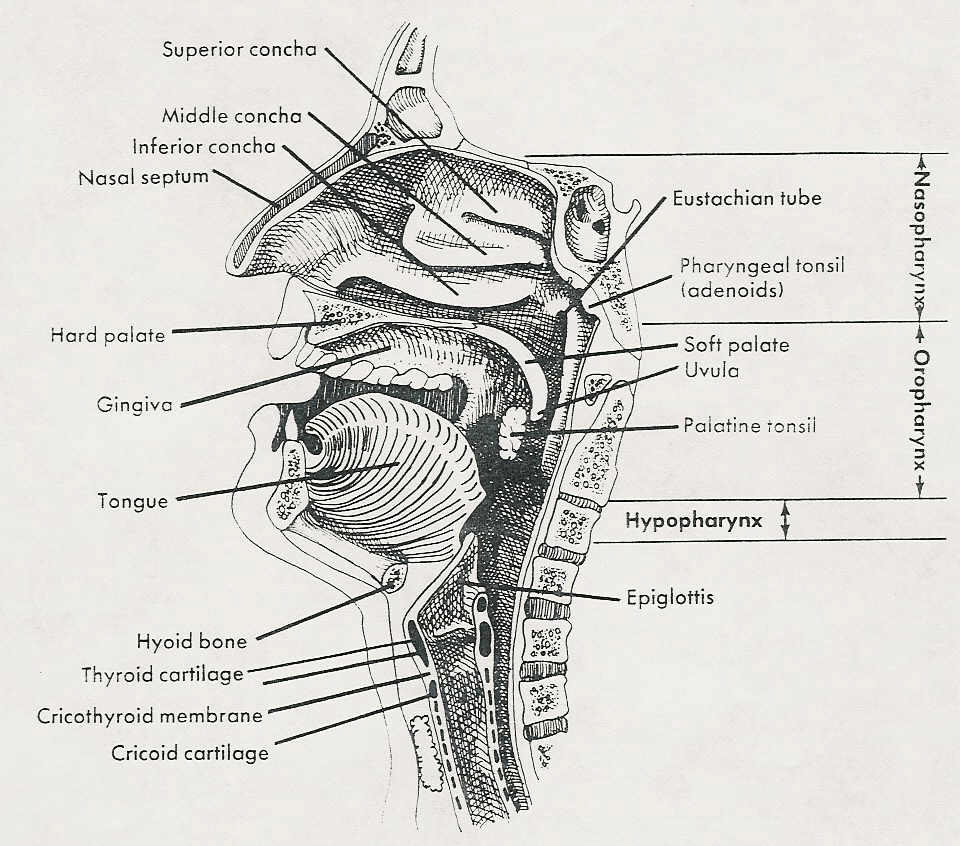 Superior concha
Middle concha
Inferior concha
Nasal septum
Hard palate
Gingiva
Tongue
Hyoid bone
Thyroid cartilage
Cricothyroid membrane
Cricoid cartilage
Eustachian tube
Pharyngeal tonsil
(adenoids)
Soft palate
Uvula
Palatine tonsil
Hypopharynx
Epiglottis
Nasopharynx
Oropharynx